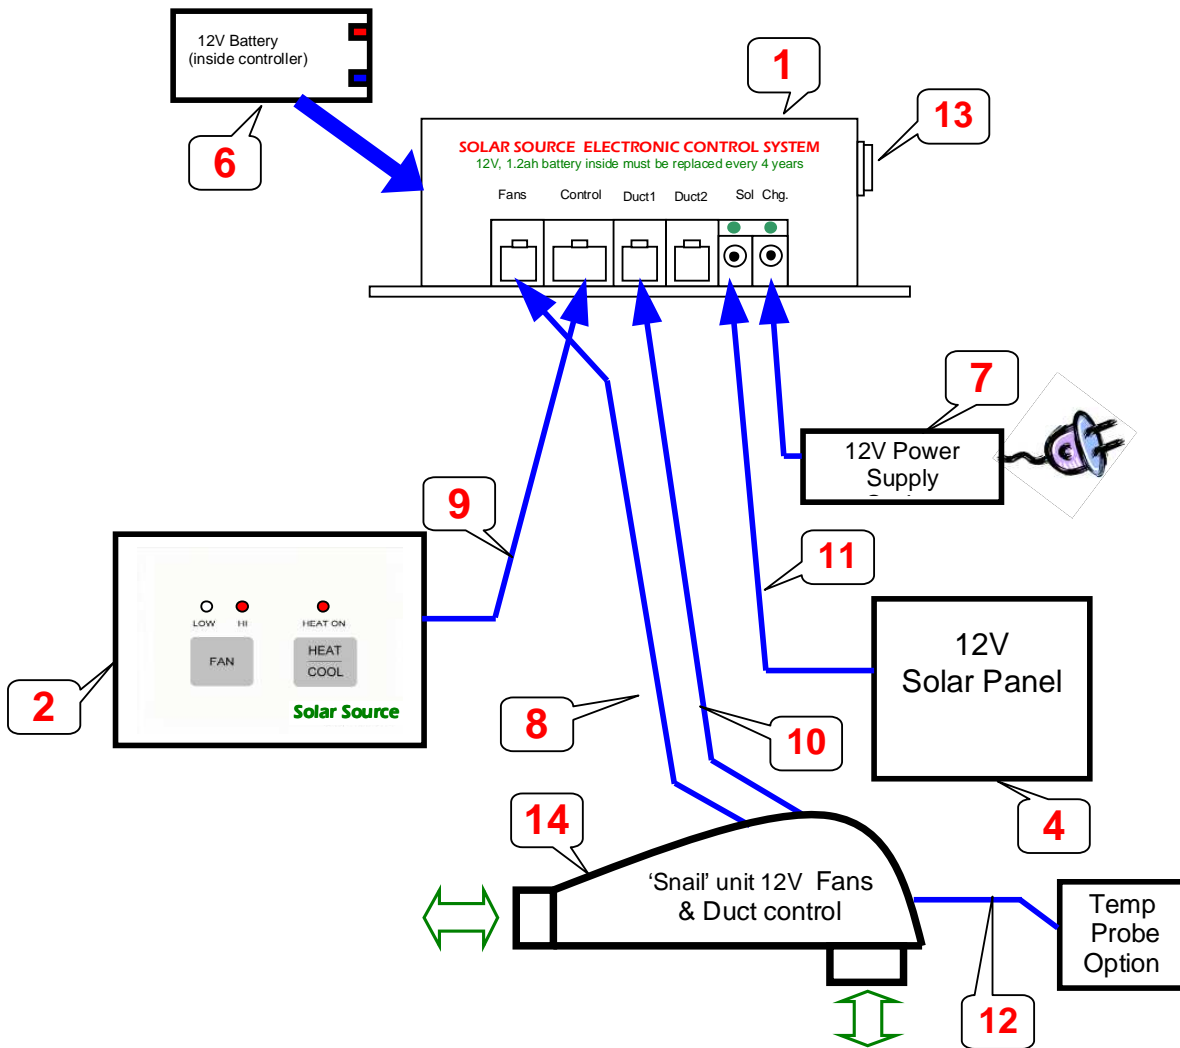 12V Battery
(inside controller)
1
13
6
SOLAR SOURCE ELECTRONIC CONTROL SYSTEM
12V, 1.2ah battery inside must be replaced every 4 years
Fans Control Duct1 Duct2 Sol Chg.
7
12V Power
Supply
9
11
LOW HI HEAT ON
FAN
HEAT
COOL
Solar Source
2
12V
Solar Panel
8
10
4
14
‘Snail’ unit 12V Fans
& Duct control
Temp
Probe
Option
12